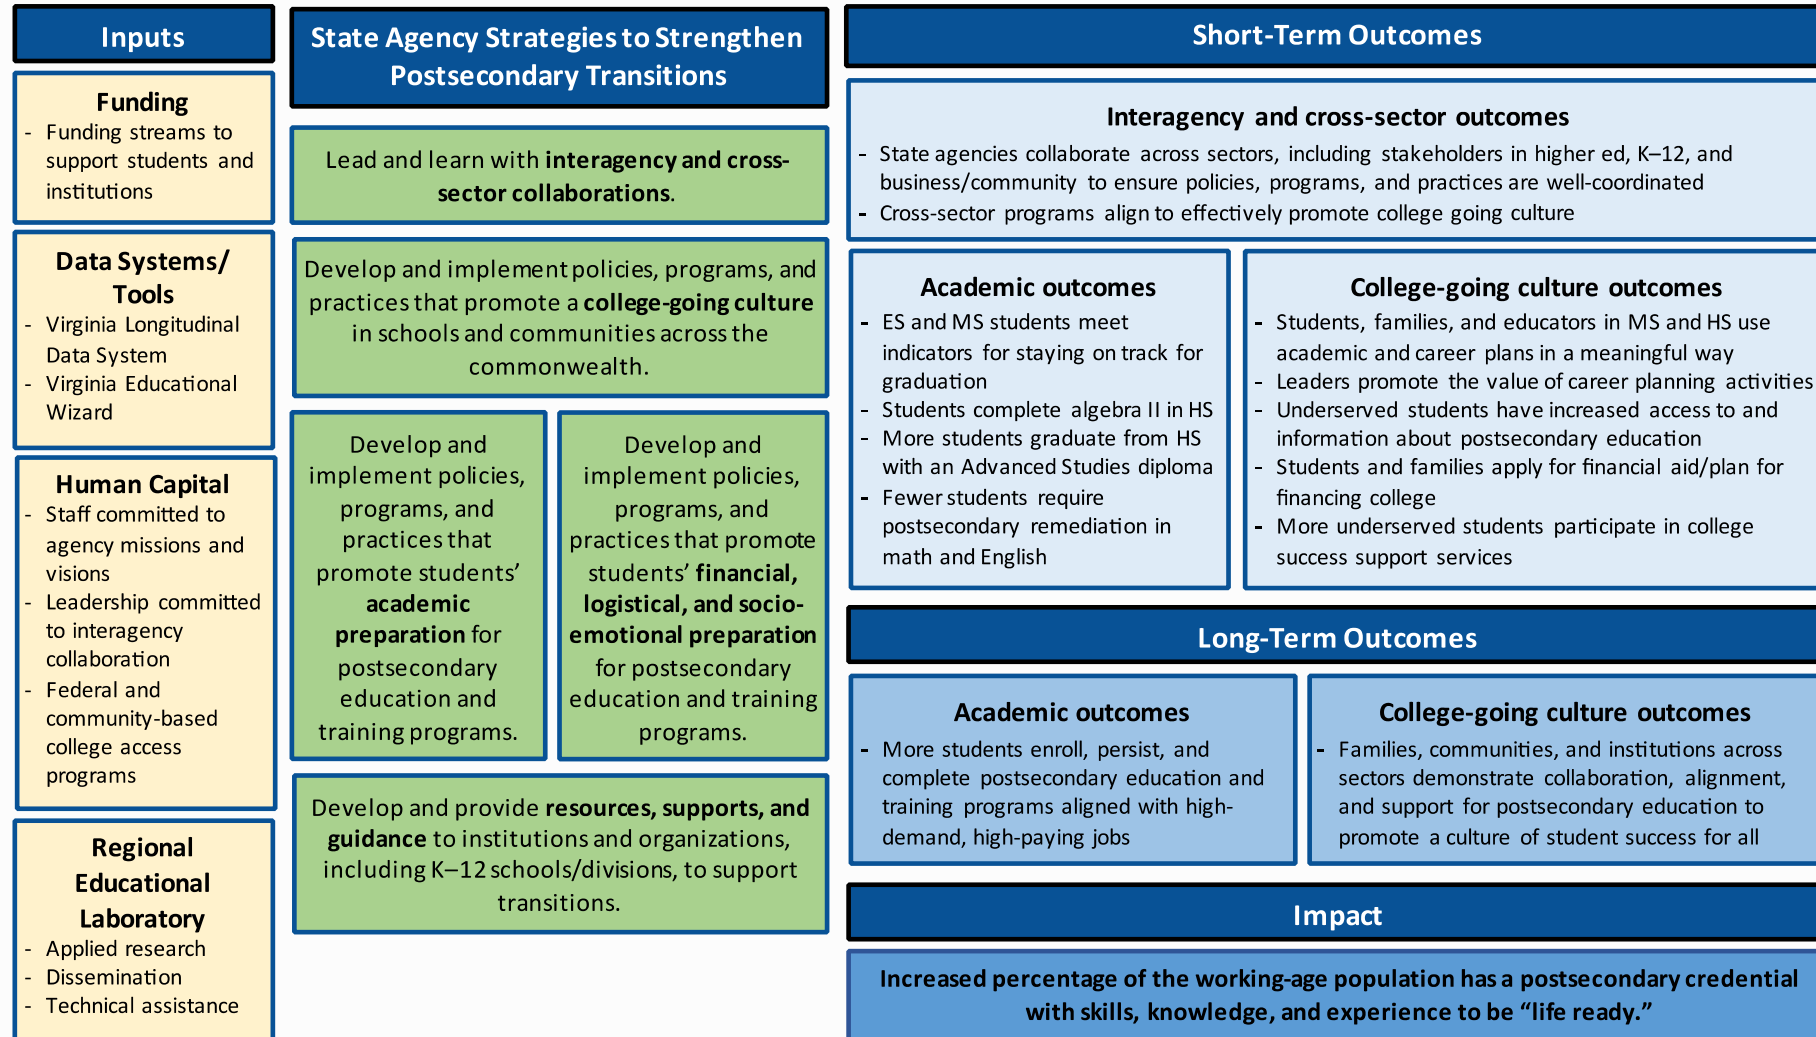 Inputs
Funding
- Funding streams to
support students and
institutions
Data Systems/
Tools
- Virginia Longitudinal
Data System
- Virginia Educational
Wizard
Human Capital
- Staff committed to
agency missions and
visions
- Leadership committed
to interagency
collaboration
- Federal and
community-based
college access
programs
Regional
Educational
Laboratory
- Applied research
- Dissemination
- Technical assistance
State Agency Strategies to Strengthen
Postsecondary Transitions
Lead and learn with interagency and cross-
sector collaborations.
Develop and implement policies, programs, and
practices that promote a college-going culture
in schools and communities across the
commonwealth.
Develop and
implement policies,
programs, and
practices that
promote students’
academic
preparation for
postsecondary
education and
training programs.
Develop and
implement policies,
programs, and
practices that promote
students’ financial,
logistical, and socio-
emotional preparation
for postsecondary
education and training
programs.
Develop and provide resources, supports, and
guidance to institutions and organizations,
including K–12 schools/divisions, to support
transitions.
Short-Term Outcomes
Interagency and cross-sector outcomes
- State agencies collaborate across sectors, including stakeholders in higher ed, K–12, and
business/community to ensure policies, programs, and practices are well-coordinated
- Cross-sector programs align to effectively promote college going culture
Academic outcomes
- ES and MS students meet
indicators for staying on track for
graduation
- Students complete algebra II in HS
- More students graduate from HS
with an Advanced Studies diploma
- Fewer students require
postsecondary remediation in
math and English
College-going culture outcomes
- Students, families, and educators in MS and HS use
academic and career plans in a meaningful way
- Leaders promote the value of career planning activities
- Underserved students have increased access to and
information about postsecondary education
- Students and families apply for financial aid/plan for
financing college
- More underserved students participate in college
success support services
Long-Term Outcomes
Academic outcomes
- More students enroll, persist, and
complete postsecondary education and
training programs aligned with high-
demand, high-paying jobs
College-going culture outcomes
- Families, communities, and institutions across
sectors demonstrate collaboration, alignment,
and support for postsecondary education to
promote a culture of student success for all
Impact
Increased percentage of the working-age population has a postsecondary credential
with skills, knowledge, and experience to be “life ready.”